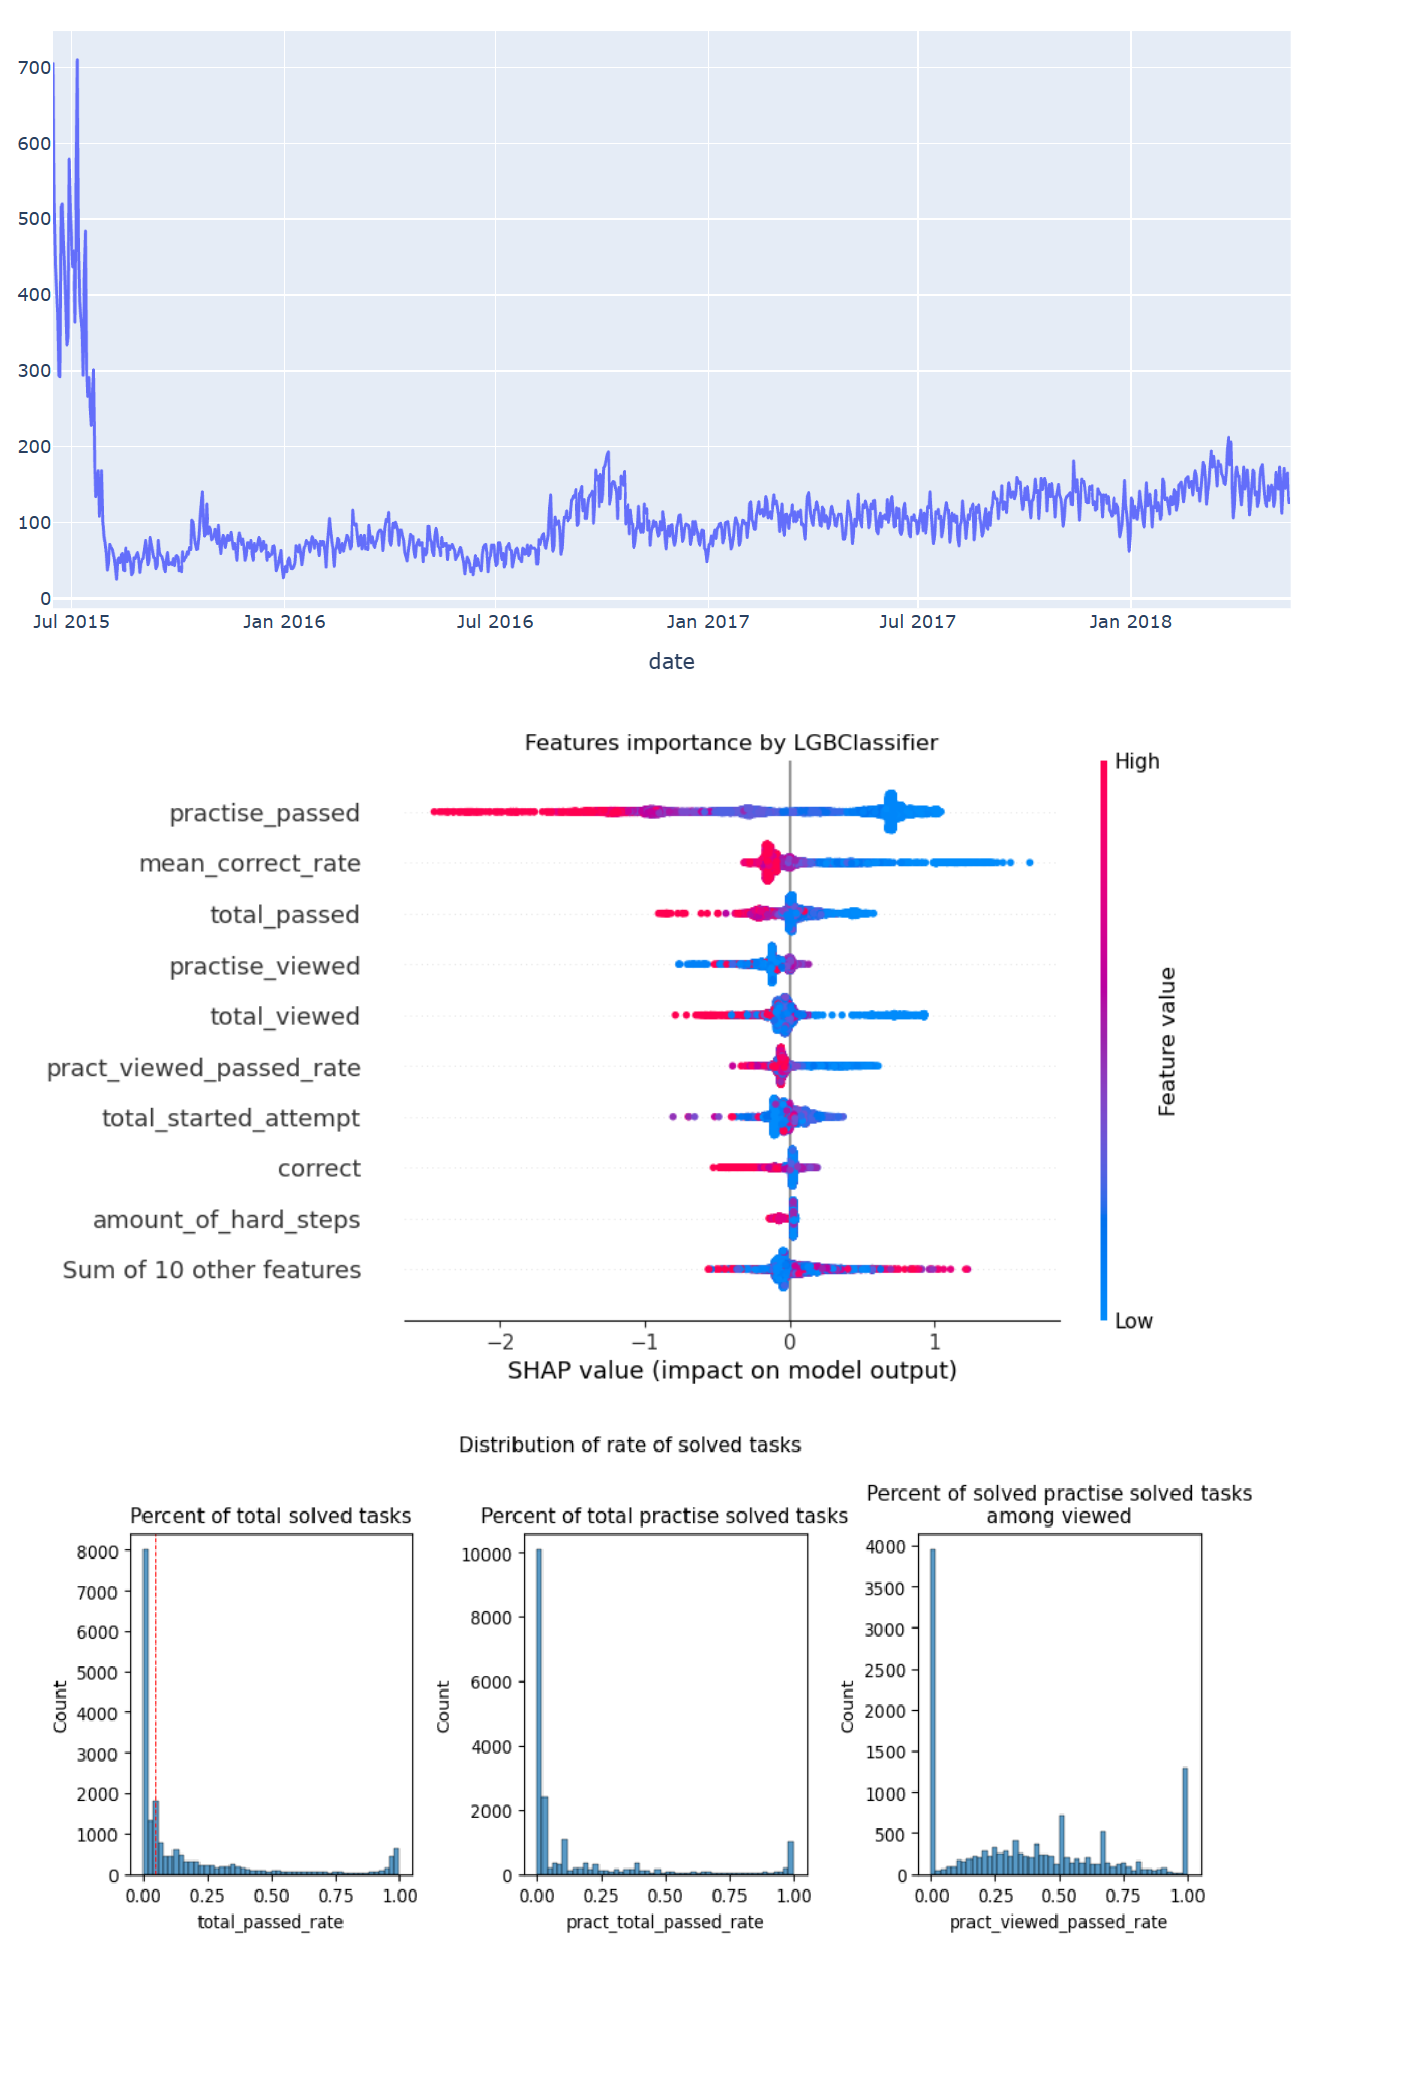 700
600
500
400
300
200
100
0
Jul 2015 Jan 2016 Jul 2016 Jan 2017 Jul 2017 Jan 2018
date
Features importance by LGBClassifier
High
practise_passed
mean_correct_rate
total_passed
practise_viewed
total_viewed
pract_viewed_passed_rate
total_started_attempt
correct
amount_of_hard_steps
Sum of 10 other features
Feature value
Low
−2 −1 0 1
SHAP value (impact on model output)
Distribution of rate of solved tasks
Percent of total solved tasks
8000
7000
6000
5000
4000
3000
2000
1000
0
Count
0.00 0.25 0.50 0.75 1.00
total_passed_rate
Percent of total practise solved tasks
10000
8000
6000
4000
2000
0
Count
0.00 0.25 0.50 0.75 1.00
pract_total_passed_rate
Percent of solved practise solved tasks
among viewed
4000
3500
3000
2500
2000
1500
1000
500
0
Count
0.00 0.25 0.50 0.75 1.00
pract_viewed_passed_rate